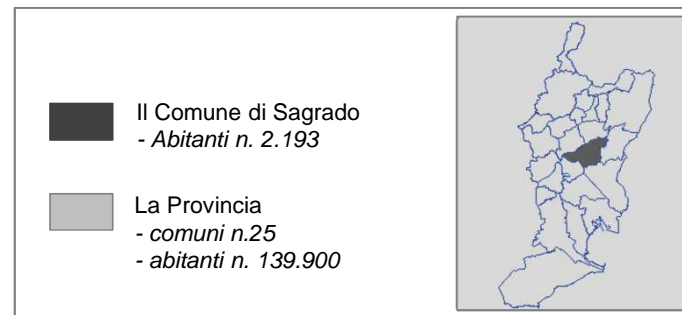 Il Comune di Sagrado
- Abitanti n. 2.193
La Provincia
- comuni n.25
- abitanti n. 139.900